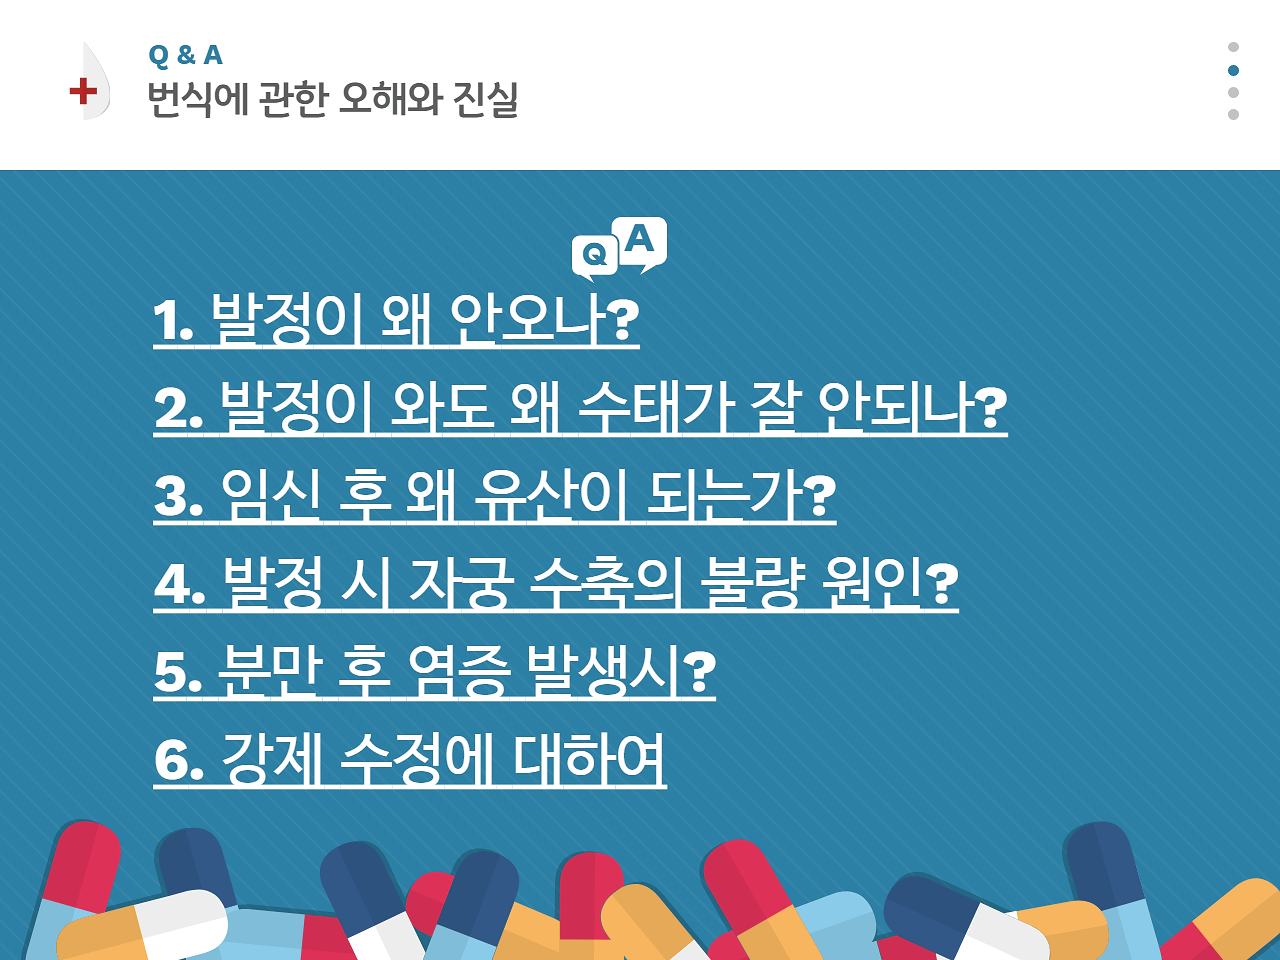 Q & A
번식에 관한 오해와 진실
Q A
1. 발정이 왜 안오나?
2. 발정이 와도 왜 수태가 잘 안되나?
3. 임신 후 왜 유산이 되는가?
4. 발정 시 자궁 수축의 불량 원인?
5. 분만 후 염증 발생시?
6. 강제 수정에 대하여